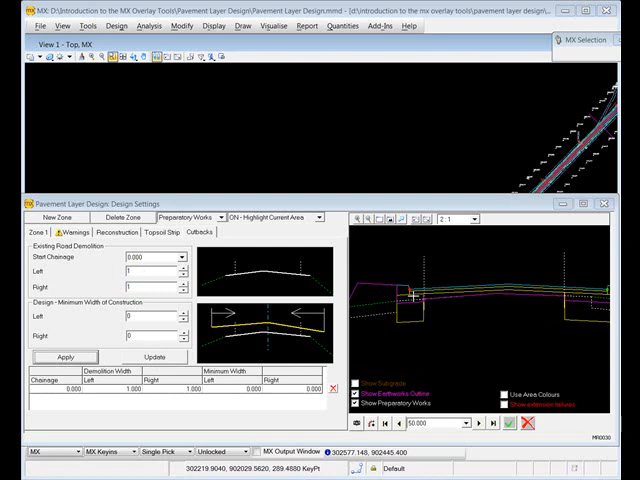 MX: D:\Introduction to the MX Overlay Tools\Pavement Layer Design\Pavement Layer Design.mmd - [d:\introduction to the mx overlay tools\pavement layer design\...
File Modify View Tools Design Analysis Modify Display Draw Visualise Report Quantities Add-Ins Help
View 1 - Top, MX
MX Selection
Pavement Layer Design: Design Settings
New Zone Delete Zone Preparatory Works ON - Highlight Current Area
2 : 1
Zone 1 Warnings Reconstruction Topsoil Strip Cutbacks
Existing Road Demolition
Start Chainage 0.000
Left 1
Right 1
Design - Minimum Width of Construction
Left 0
Right 0
Apply Update
Demolition Width Minimum Width
Chainage Left Right Left Right
0.000 1.000 1.000 0.000 0.000
Show Subgrade
Show Earthworks Outline
Show Preparatory Works
Use Area Colours
Show extension failures
50.000
MR0030
MX MX Keyins Single Pick Unlocked MX Output Window 302577.148, 902445.400
302219.9040, 902029.5620, 289.4880 KeyPt Default